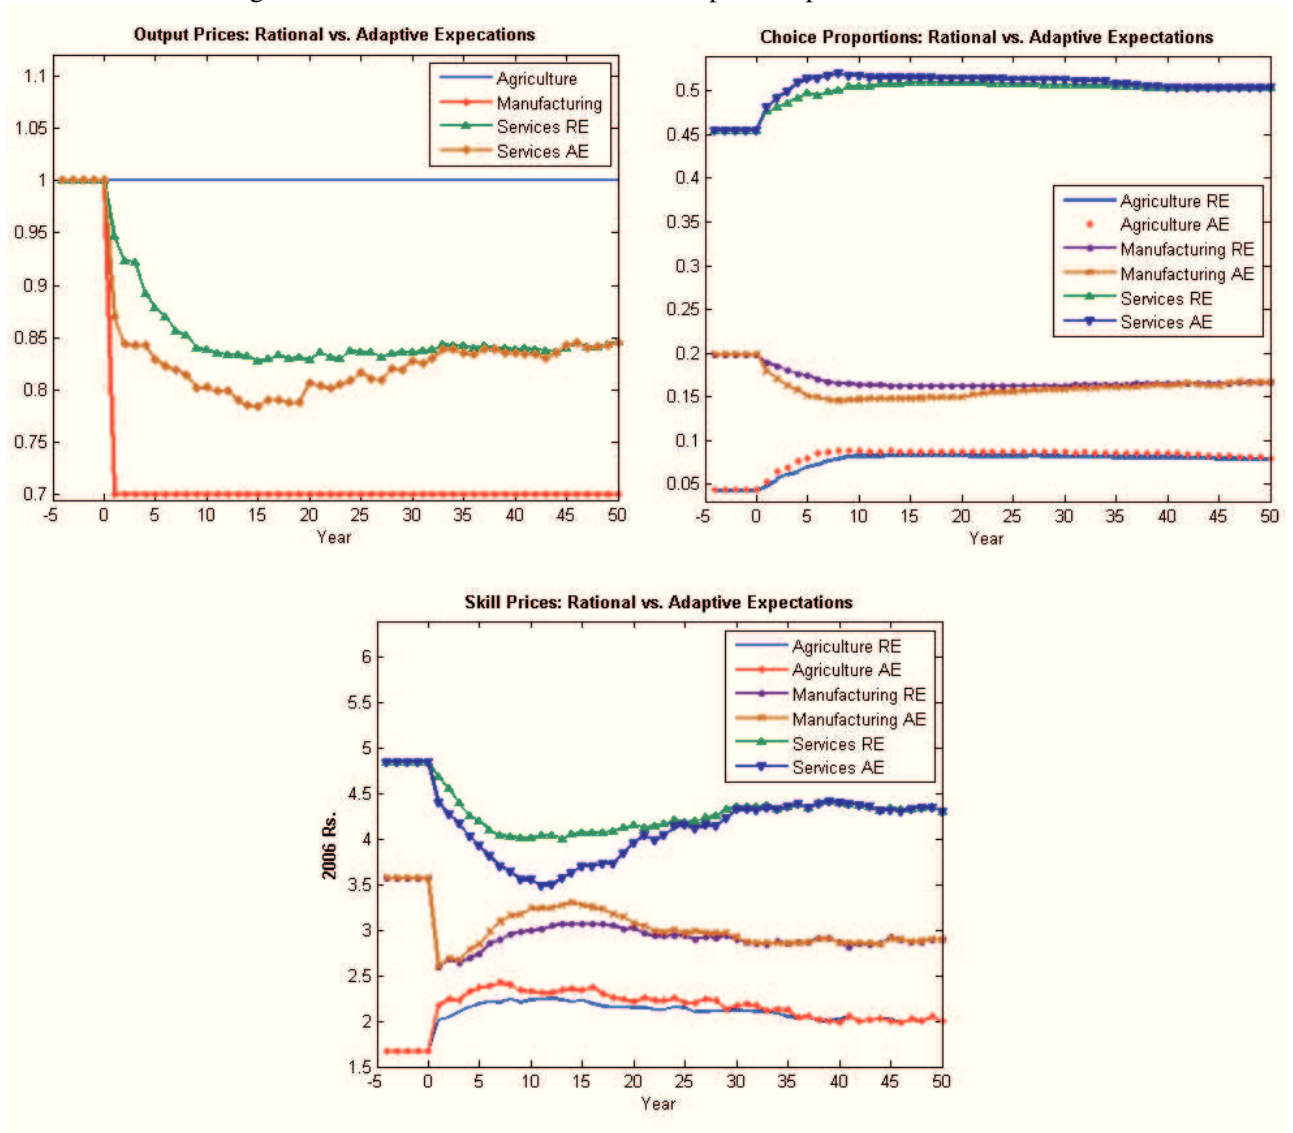 Output Prices: Rational vs. Adaptive Expecations
1.1
1.05
1
0.95
0.9
0.85
0.8
0.75
0.7
-5 0 5 10 15 20 25 30 35 40 45 50
Year
Agriculture
Manufacturing
Services RE
Services AE
Choice Proportions: Rational vs. Adaptive Expectations
0.5
0.45
0.4
0.35
0.3
0.25
0.2
0.15
0.1
0.05
-5 0 5 10 15 20 25 30 35 40 45 50
Year
Agriculture RE
Agriculture AE
Manufacturing RE
Manufacturing AE
Services RE
Services AE
Skill Prices: Rational vs. Adaptive Expectations
2006 Rs.
6
5.5
5
4.5
4
3.5
3
2.5
2
1.5
-5 0 5 10 15 20 25 30 35 40 45 50
Year
Agriculture RE
Agriculture AE
Manufacturing RE
Manufacturing AE
Services RE
Services AE